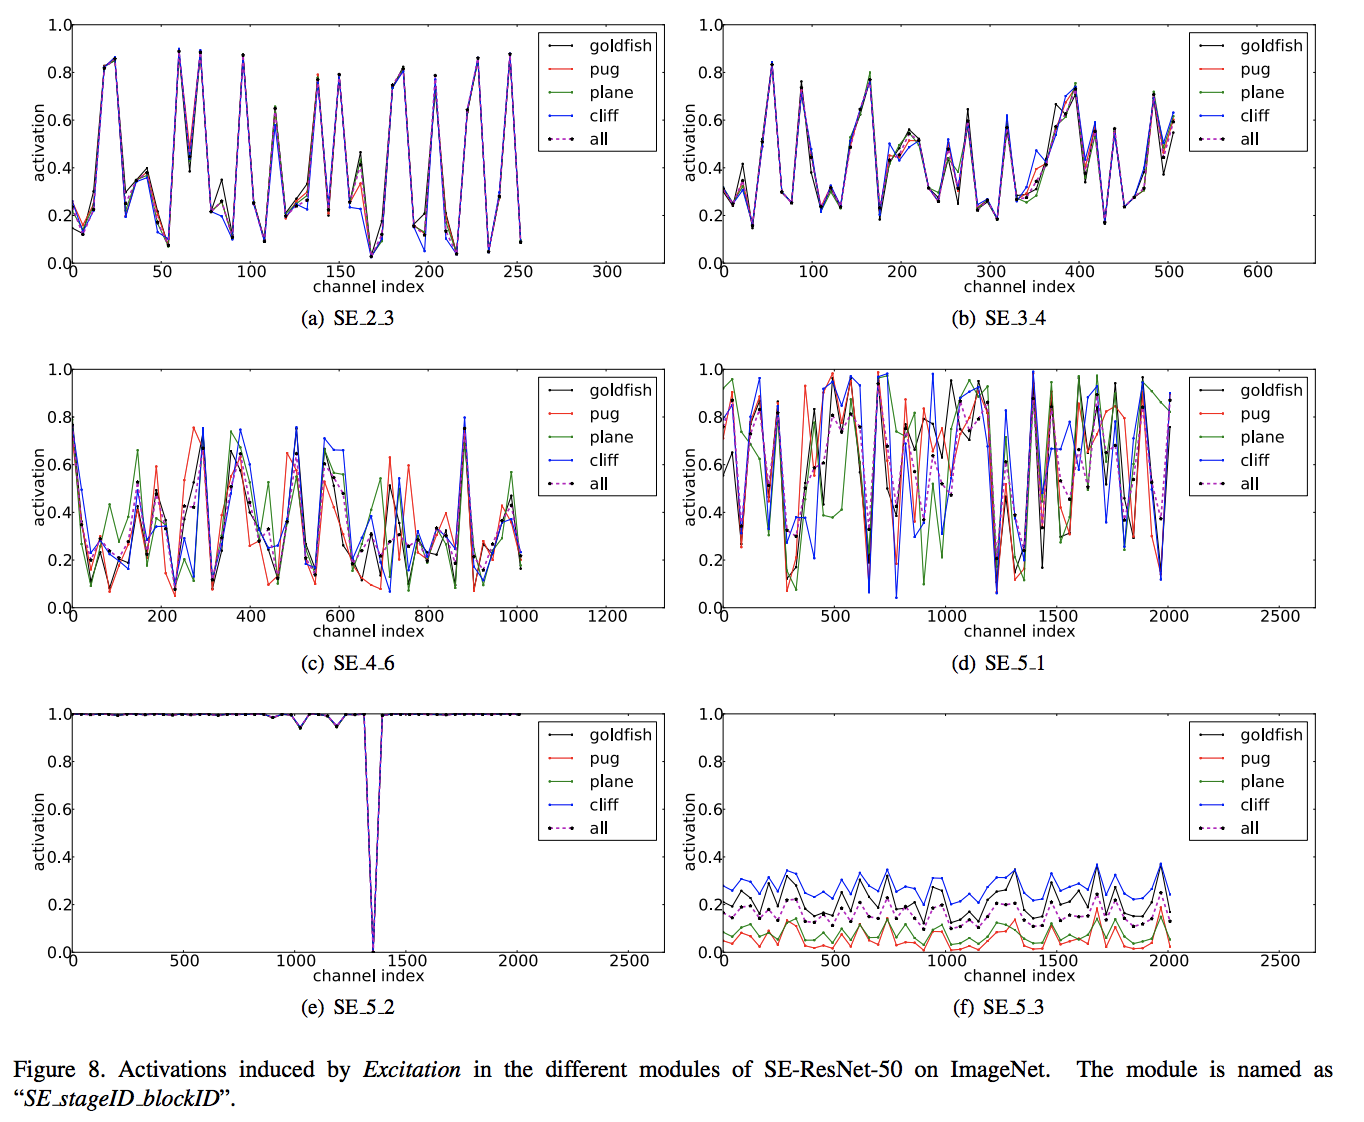 1.0
0.8
0.6
0.4
0.2
0.0
activation
0 50 100 150 200 250 300
channel index
goldfish
pug
plane
cliff
all
(a) SE_2_3
1.0
0.8
0.6
0.4
0.2
0.0
activation
0 100 200 300 400 500 600
channel index
goldfish
pug
plane
cliff
all
(b) SE_3_4
1.0
0.8
0.6
0.4
0.2
0.0
activation
0 200 400 600 800 1000 1200
channel index
goldfish
pug
plane
cliff
all
(c) SE_4_6
1.0
0.8
0.6
0.4
0.2
0.0
activation
0 500 1000 1500 2000 2500
channel index
goldfish
pug
plane
cliff
all
(d) SE_5_1
1.0
0.8
0.6
0.4
0.2
0.0
activation
0 500 1000 1500 2000 2500
channel index
goldfish
pug
plane
cliff
all
(e) SE_5_2
1.0
0.8
0.6
0.4
0.2
0.0
activation
0 500 1000 1500 2000 2500
channel index
goldfish
pug
plane
cliff
all
(f) SE_5_3
Figure 8. Activations induced by Excitation in the different modules of SE-ResNet-50 on ImageNet. The module is named as
“SE_stageID_blockID”.